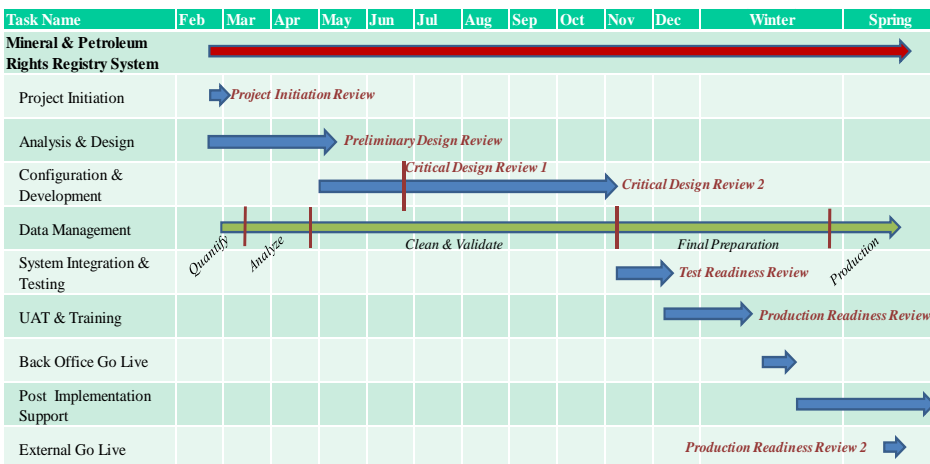 Task Name Feb Mar Apr May Jun Jul Aug Sep Oct Nov Dec Winter Spring
Mineral & Petroleum
Rights Registry System
Project Initiation
Project Initiation Review
Analysis & Design
Preliminary Design Review
Configuration &
Development
Critical Design Review 1
Critical Design Review 2
Data Management
Quantify
Analyze
Clean & Validate
Final Preparation
Production
System Integration &
Testing
Test Readiness Review
UAT & Training
Production Readiness Review
Back Office Go Live
Post Implementation
Support
External Go Live
Production Readiness Review 2